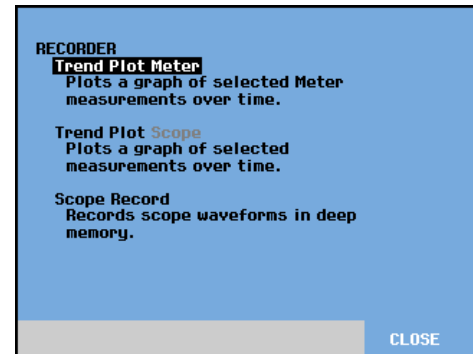 RECORDER
Trend Plot Meter
Plots a graph of selected Meter
measurements over time.
Trend Plot Scope
Plots a graph of selected
measurements over time.
Scope Record
Records scope waveforms in deep
memory.
CLOSE